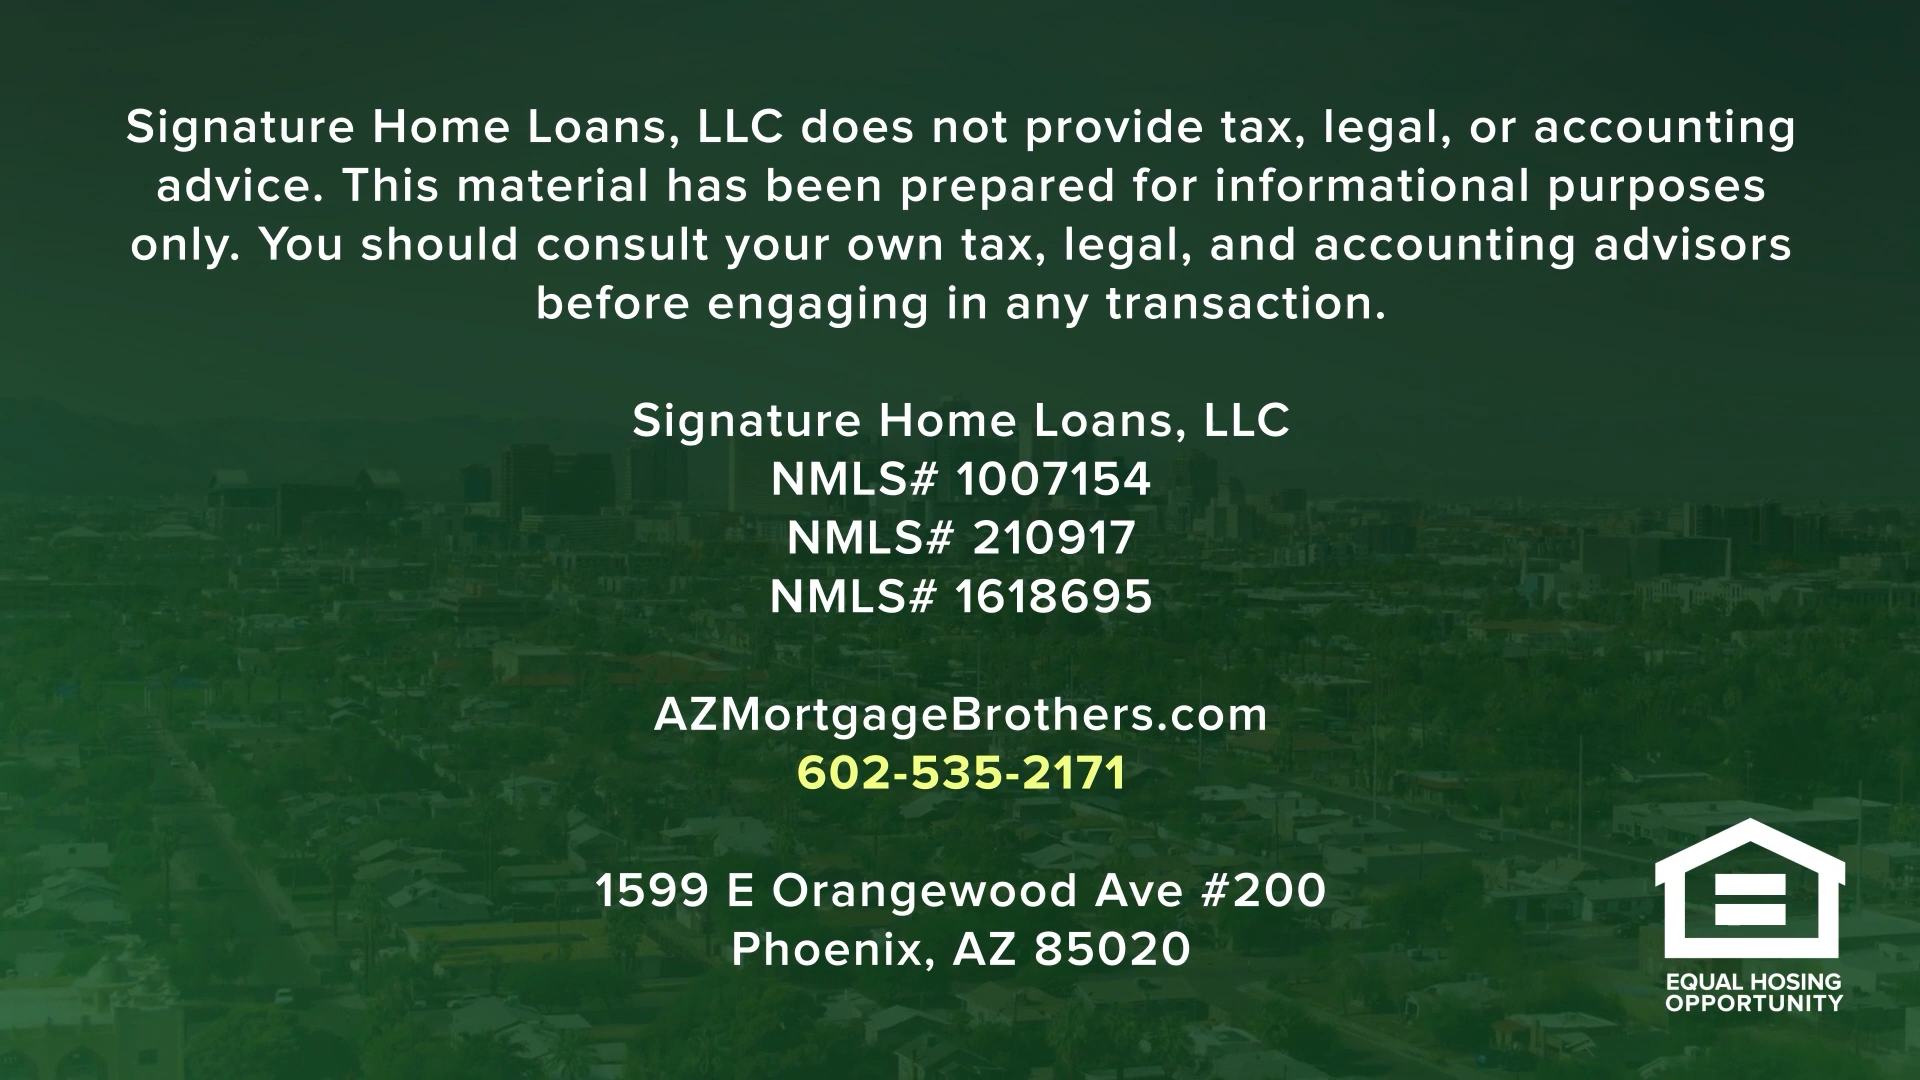 Signature Home Loans, LLC does not provide tax, legal, or accounting
advice. This material has been prepared for informational purposes
only. You should consult your own tax, legal, and accounting advisors
before engaging in any transaction.
Signature Home Loans, LLC
NMLS# 1007154
NMLS# 210917
NMLS# 1618695
AZMortgageBrothers.com
602-535-2171
1599 E Orangewood Ave #200
Phoenix, AZ 85020
EQUAL HOSING
OPPORTUNITY